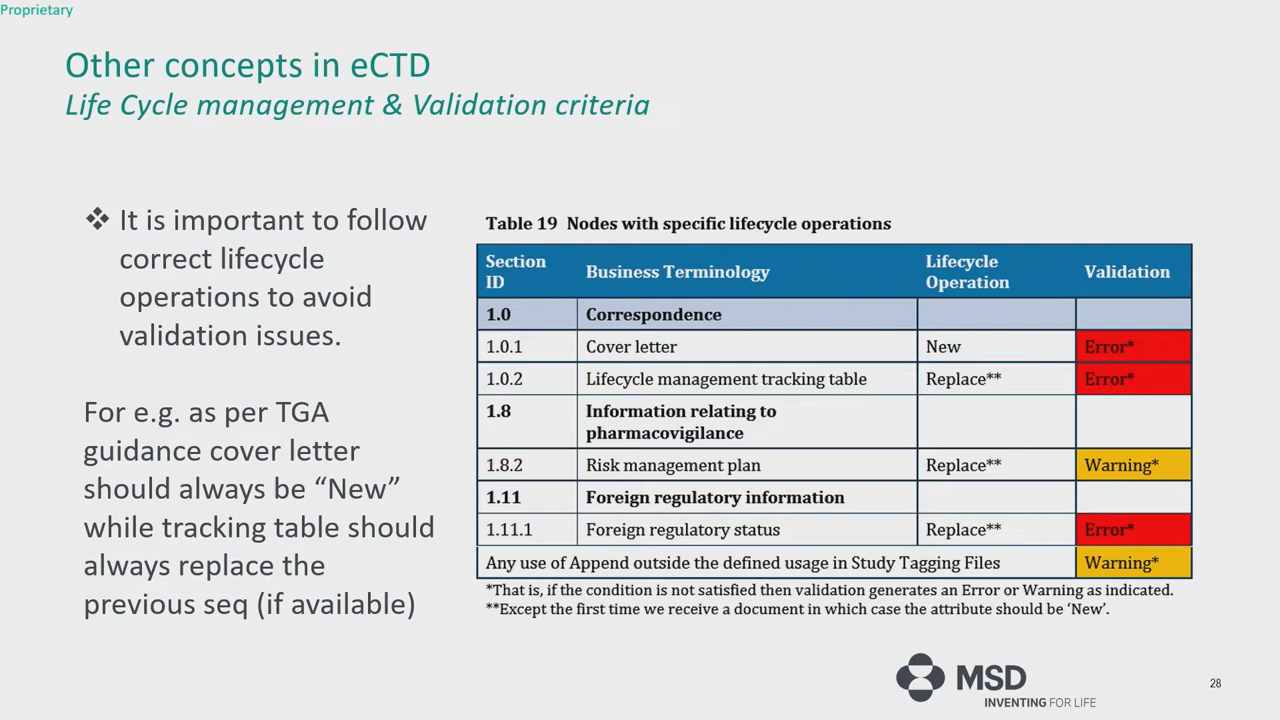 Proprietary
Other concepts in eCTD
Life Cycle management & Validation criteria
❖ It is important to follow
correct lifecycle
operations to avoid
validation issues.
For e.g. as per TGA
guidance cover letter
should always be “New”
while tracking table should
always replace the
previous seq (if available)
Table 19 Nodes with specific lifecycle operations
Section ID Business Terminology Lifecycle Operation Validation
1.0 Correspondence
1.0.1 Cover letter New Error*
1.0.2 Lifecycle management tracking table Replace** Error*
1.8 Information relating to pharmacovigilance
1.8.2 Risk management plan Replace** Warning*
1.11 Foreign regulatory information
1.11.1 Foreign regulatory status Replace** Error*
Any use of Append outside the defined usage in Study Tagging Files Warning*
*That is, if the condition is not satisfied then validation generates an Error or Warning as indicated.
**Except the first time we receive a document in which case the attribute should be ‘New’.
MSD
INVENTING FOR LIFE
28